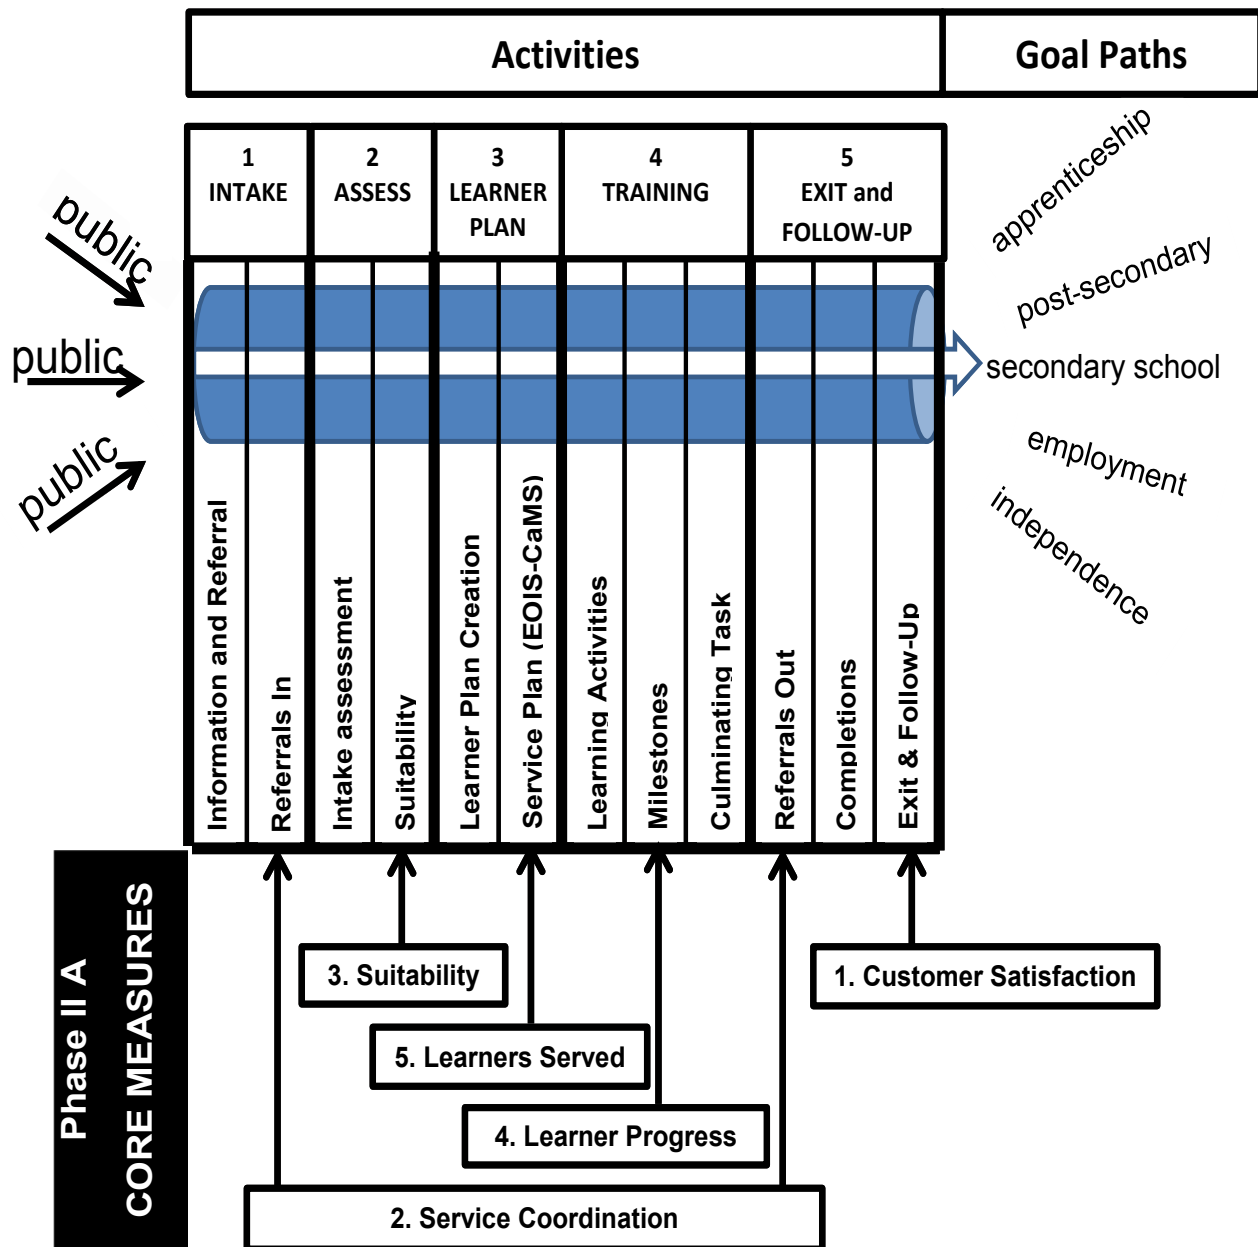 Activities
Goal Paths
1
INTAKE
2
ASSESS
3
LEARNER
PLAN
4
TRAINING
5
EXIT and
FOLLOW-UP
public
public
public
apprenticeship
post-secondary
secondary school
employment
independence
Information and Referral
Referrals In
Intake assessment
Suitability
Learner Plan Creation
Service Plan (EOIS-CaMS)
Learning Activities
Milestones
Culminating Task
Referrals Out
Completions
Exit & Follow-Up
Phase II A
CORE MEASURES
3. Suitability
1. Customer Satisfaction
5. Learners Served
4. Learner Progress
2. Service Coordination